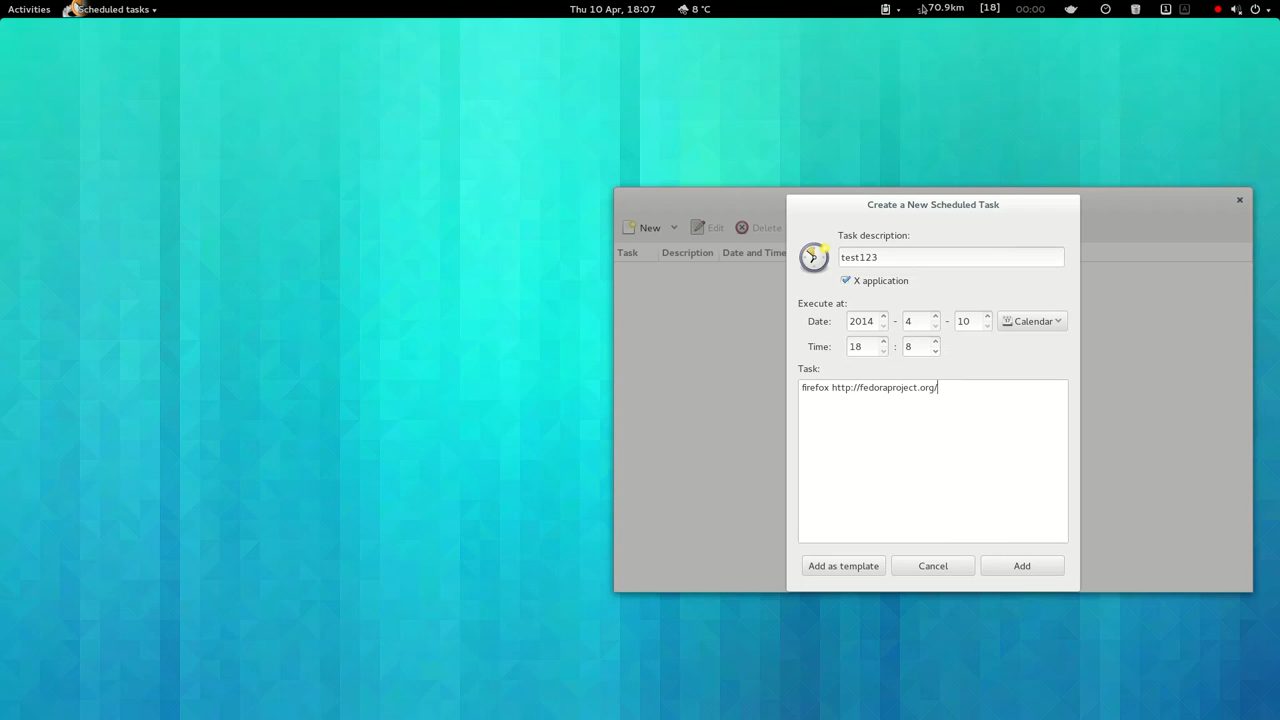 Activities Scheduled tasks Thu 10 Apr, 18:07 8 °C 70.9km [18] 00:00 1 A
Create a New Scheduled Task
New Edit Delete
Task description:
Task Description Date and Time
test123
X application
Execute at:
Date: 2014 - 4 - 10 Calendar
Time: 18 : 8
Task:
firefox http://fedoraproject.org/
Add as template Cancel Add